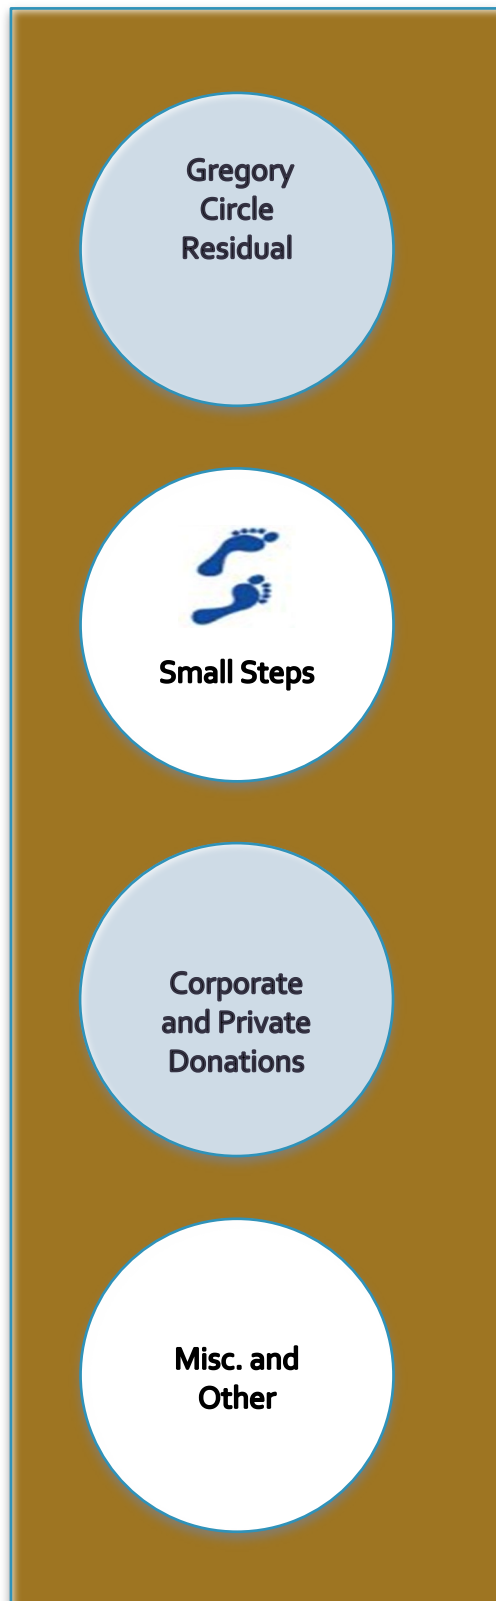 Gregory
Circle
Residual
Small Steps
Corporate
and Private
Donations
Misc. and
Other